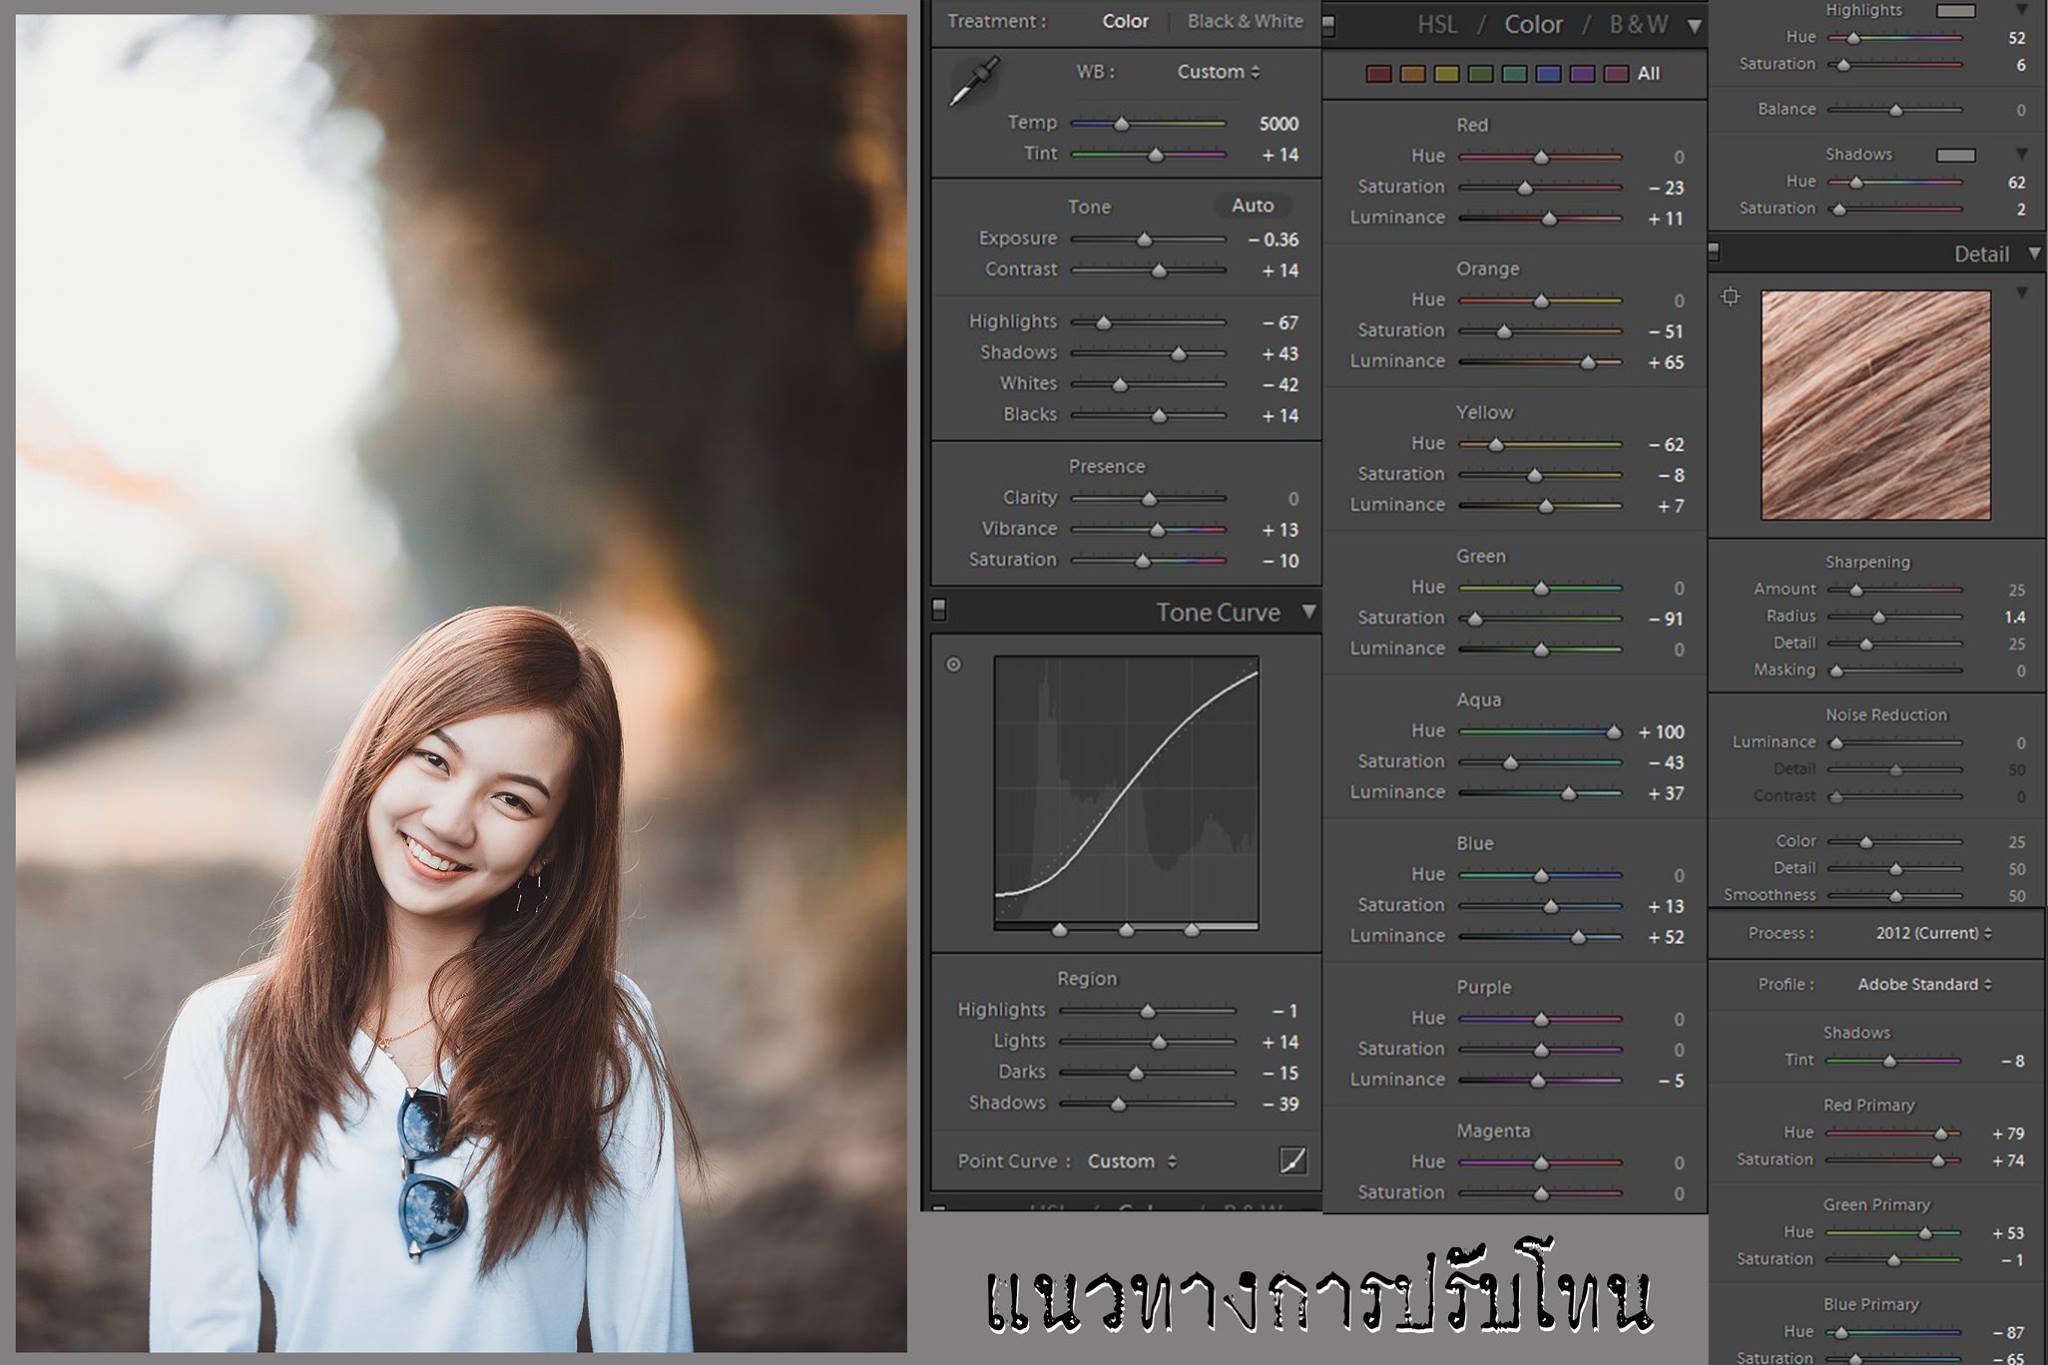 Treatment : Color | Black & White
WB : Custom
Temp 5000
Tint + 14
Tone Auto
Exposure – 0.36
Contrast + 14
Highlights – 67
Shadows + 43
Whites – 42
Blacks + 14
Presence
Clarity 0
Vibrance + 13
Saturation – 10
Tone Curve
Region
Highlights – 1
Lights + 14
Darks – 15
Shadows – 39
Point Curve : Custom
HSL / Color / B & W
All
Red
Hue 0
Saturation – 23
Luminance + 11
Orange
Hue 0
Saturation – 51
Luminance + 65
Yellow
Hue – 62
Saturation – 8
Luminance + 7
Green
Hue 0
Saturation – 91
Luminance 0
Aqua
Hue + 100
Saturation – 43
Luminance + 37
Blue
Hue 0
Saturation + 13
Luminance + 52
Purple
Hue 0
Saturation 0
Luminance – 5
Magenta
Hue 0
Saturation 0
Highlights
Hue 52
Saturation 6
Balance 0
Shadows
Hue 62
Saturation 2
Detail
Sharpening
Amount 25
Radius 1.4
Detail 25
Masking 0
Noise Reduction
Luminance 0
Detail 50
Contrast 0
Color 25
Detail 50
Smoothness 50
Process : 2012 (Current)
Profile : Adobe Standard
Shadows
Tint – 8
Red Primary
Hue + 79
Saturation + 74
Green Primary
Hue + 53
Saturation – 1
Blue Primary
Hue – 87
Saturation – 65
แนวทางการปรับโทน